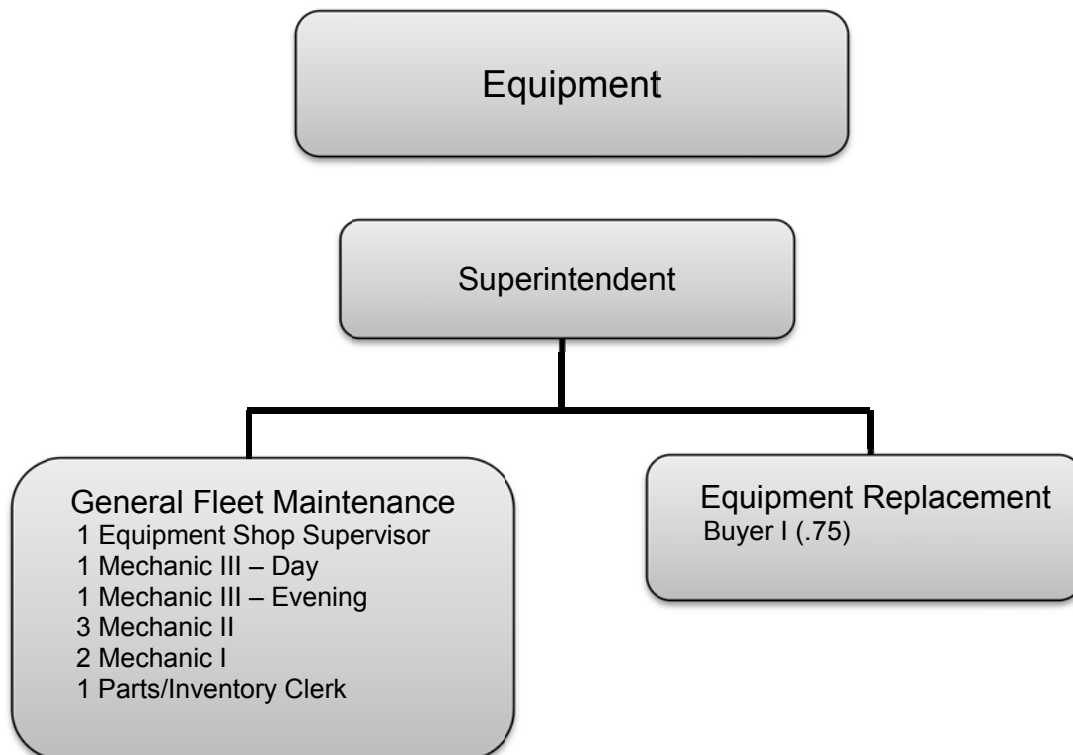 Equipment
Superintendent
General Fleet Maintenance
1 Equipment Shop Supervisor
1 Mechanic III – Day
1 Mechanic III – Evening
3 Mechanic II
2 Mechanic I
1 Parts/Inventory Clerk
Equipment Replacement
Buyer I (.75)